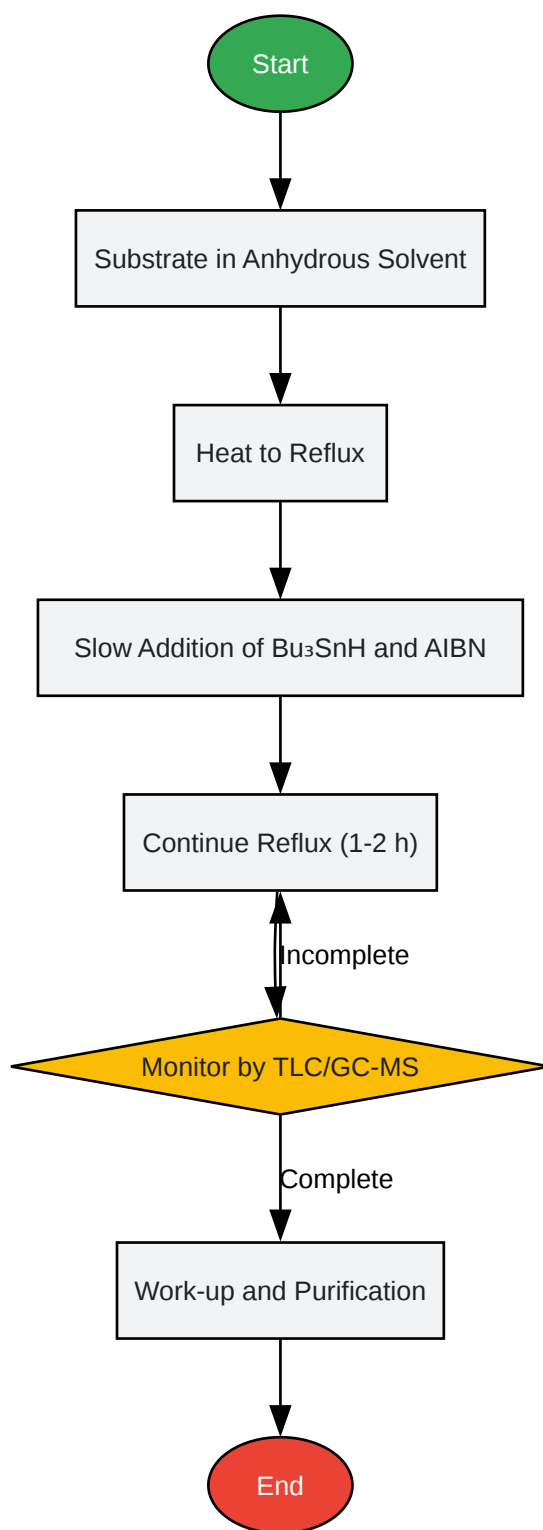 Start
Substrate in Anhydrous Solvent
Heat to Reflux
Slow Addition of Bu₃SnH and AIBN
Continue Reflux (1-2 h)
Incomplete
Monitor by TLC/GC-MS
Complete
Work-up and Purification
End